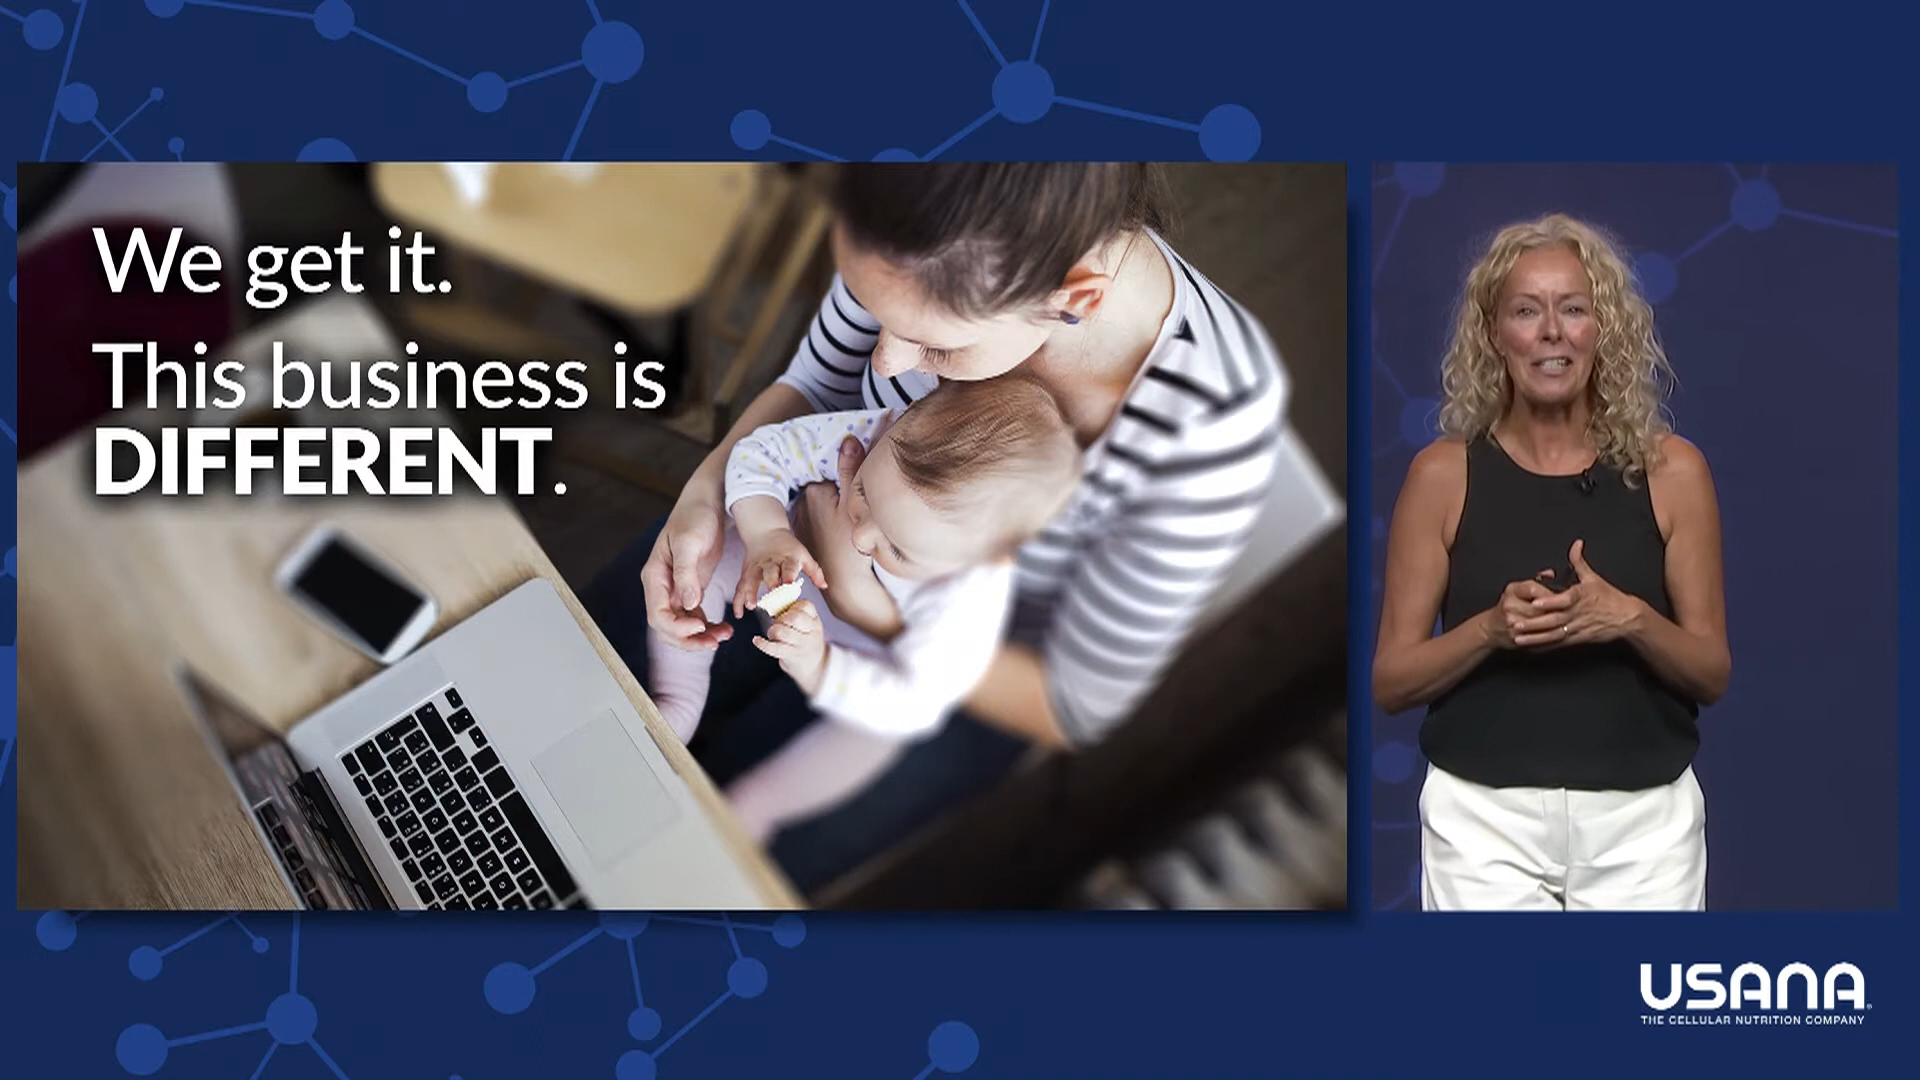 We get it.
This business is
DIFFERENT.
USANA
THE CELLULAR NUTRITION COMPANY